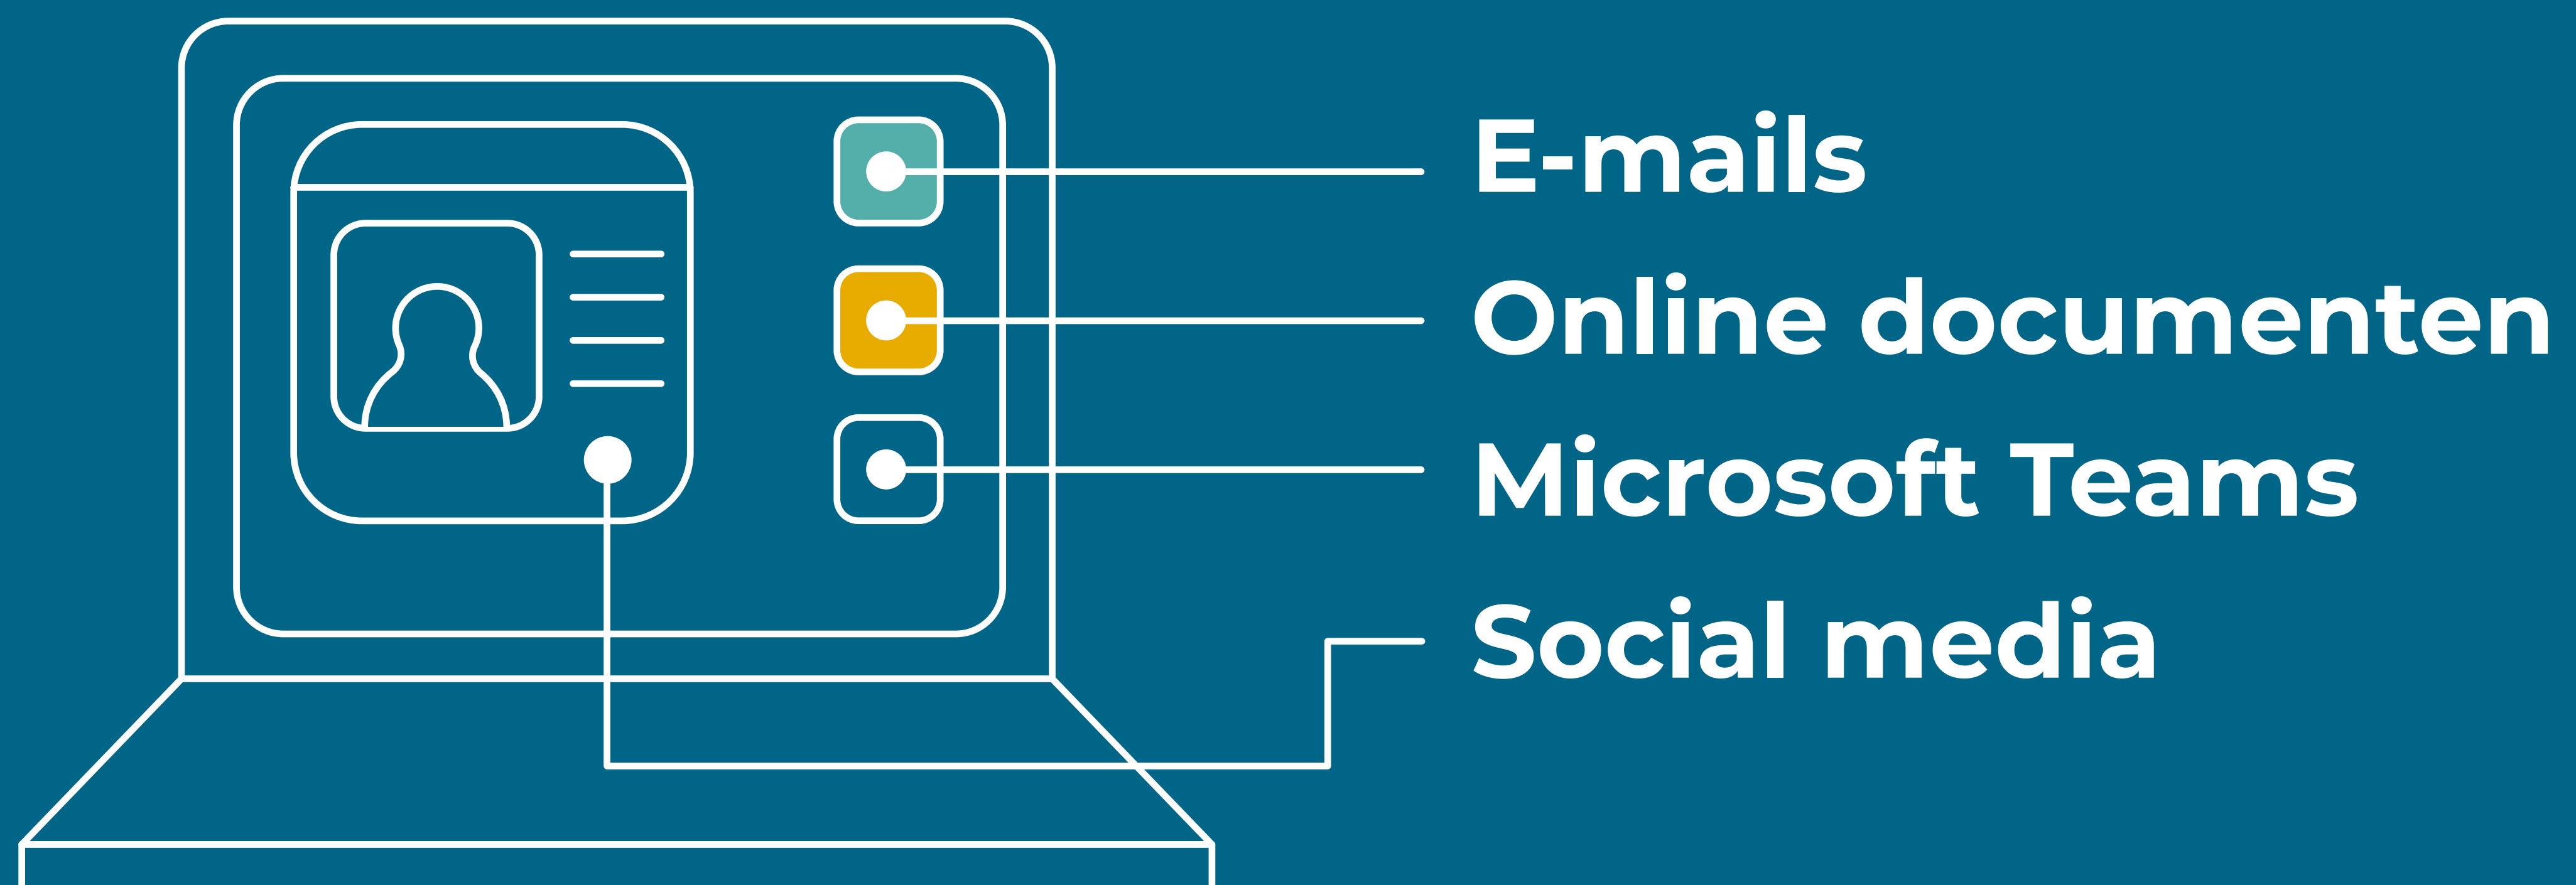 E-mails
Online documenten
Microsoft Teams
Social media